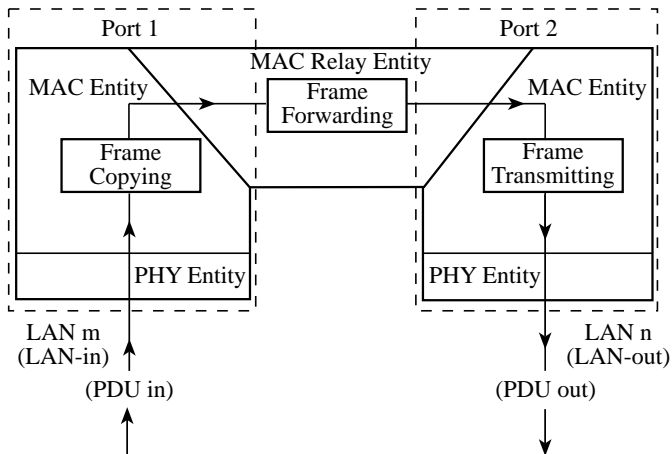 Port 1
Port 2
MAC Relay Entity
MAC Entity
MAC Entity
Frame
Forwarding
Frame
Copying
Frame
Transmitting
PHY Entity
PHY Entity
LAN m
(LAN-in)
LAN n
(LAN-out)
(PDU in)
(PDU out)